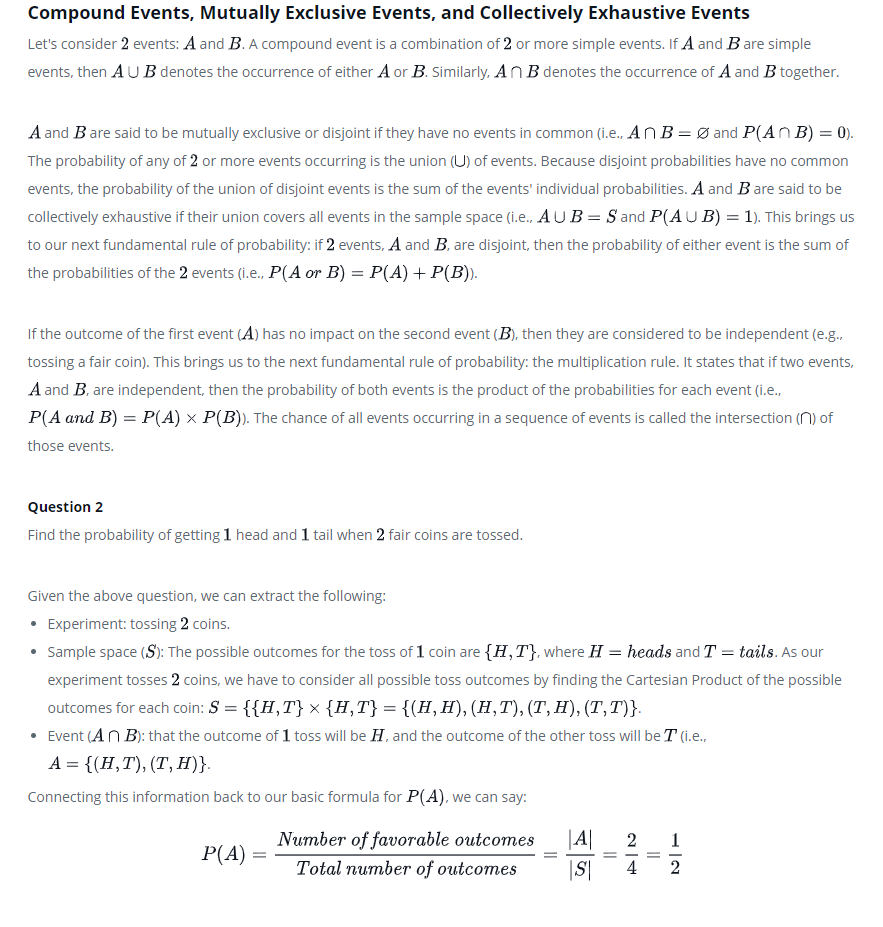 Compound Events, Mutually Exclusive Events, and Collectively Exhaustive Events
Let's consider 2 events: A and B. A compound event is a combination of 2 or more simple events. If A and B are simple
events, then A ∪ B denotes the occurrence of either A or B. Similarly, A ∩ B denotes the occurrence of A and B together.
A and B are said to be mutually exclusive or disjoint if they have no events in common (i.e., A ∩ B = ∅ and P(A ∩ B) = 0).
The probability of any of 2 or more events occurring is the union (∪) of events. Because disjoint probabilities have no common
events, the probability of the union of disjoint events is the sum of the events' individual probabilities. A and B are said to be
collectively exhaustive if their union covers all events in the sample space (i.e., A ∪ B = S and P(A ∪ B) = 1). This brings us
to our next fundamental rule of probability: if 2 events, A and B, are disjoint, then the probability of either event is the sum of
the probabilities of the 2 events (i.e., P(A or B) = P(A) + P(B)).
If the outcome of the first event (A) has no impact on the second event (B), then they are considered to be independent (e.g.,
tossing a fair coin). This brings us to the next fundamental rule of probability: the multiplication rule. It states that if two events,
A and B, are independent, then the probability of both events is the product of the probabilities for each event (i.e.,
P(A and B) = P(A) × P(B)). The chance of all events occurring in a sequence of events is called the intersection (∩) of
those events.
Question 2
Find the probability of getting 1 head and 1 tail when 2 fair coins are tossed.
Given the above question, we can extract the following:
• Experiment: tossing 2 coins.
• Sample space (S): The possible outcomes for the toss of 1 coin are {H, T}, where H = heads and T = tails. As our
experiment tosses 2 coins, we have to consider all possible toss outcomes by finding the Cartesian Product of the possible
outcomes for each coin: S = {{H, T} × {H, T} = {(H, H), (H, T), (T, H), (T, T)}.
• Event (A ∩ B): that the outcome of 1 toss will be H, and the outcome of the other toss will be T (i.e.,
A = {(H, T), (T, H)}.
Connecting this information back to our basic formula for P(A), we can say:
P(A) = Number of favorable outcomes / Total number of outcomes = |A| / |S| = 2/4 = 1/2